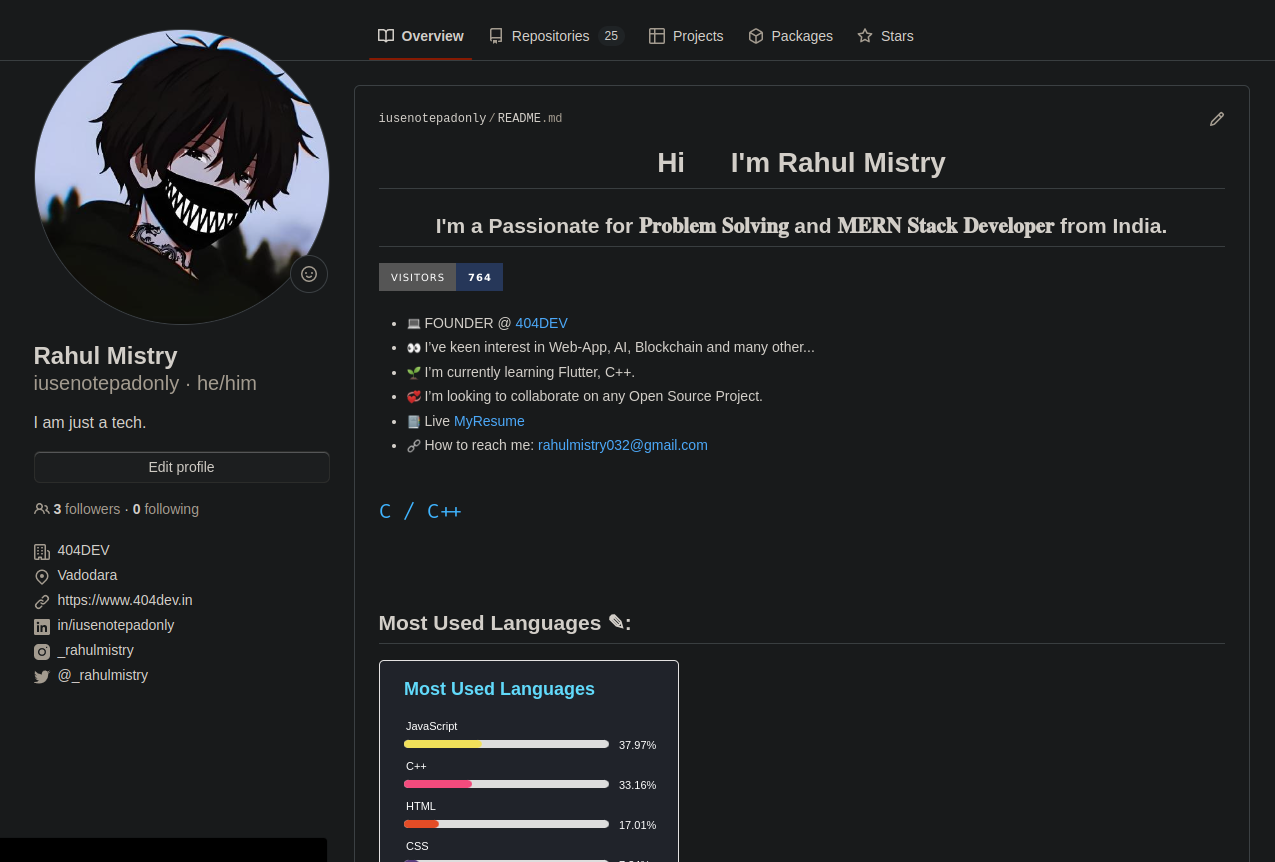 Overview Repositories 25 Projects Packages Stars
iusenotepadonly/README.md
Hi I'm Rahul Mistry
I'm a Passionate for Problem Solving and MERN Stack Developer from India.
VISITORS 764
FOUNDER @ 404DEV
I've keen interest in Web-App, AI, Blockchain and many other...
I'm currently learning Flutter, C++.
I'm looking to collaborate on any Open Source Project.
Live MyResume
How to reach me: rahulmistry032@gmail.com
C / C++
Most Used Languages ✎:
Most Used Languages
JavaScript
37.97%
C++
33.16%
HTML
17.01%
CSS
Rahul Mistry
iusenotepadonly · he/him
I am just a tech.
Edit profile
3 followers · 0 following
404DEV
Vadodara
https://www.404dev.in
in/iusenotepadonly
_rahulmistry
@_rahulmistry